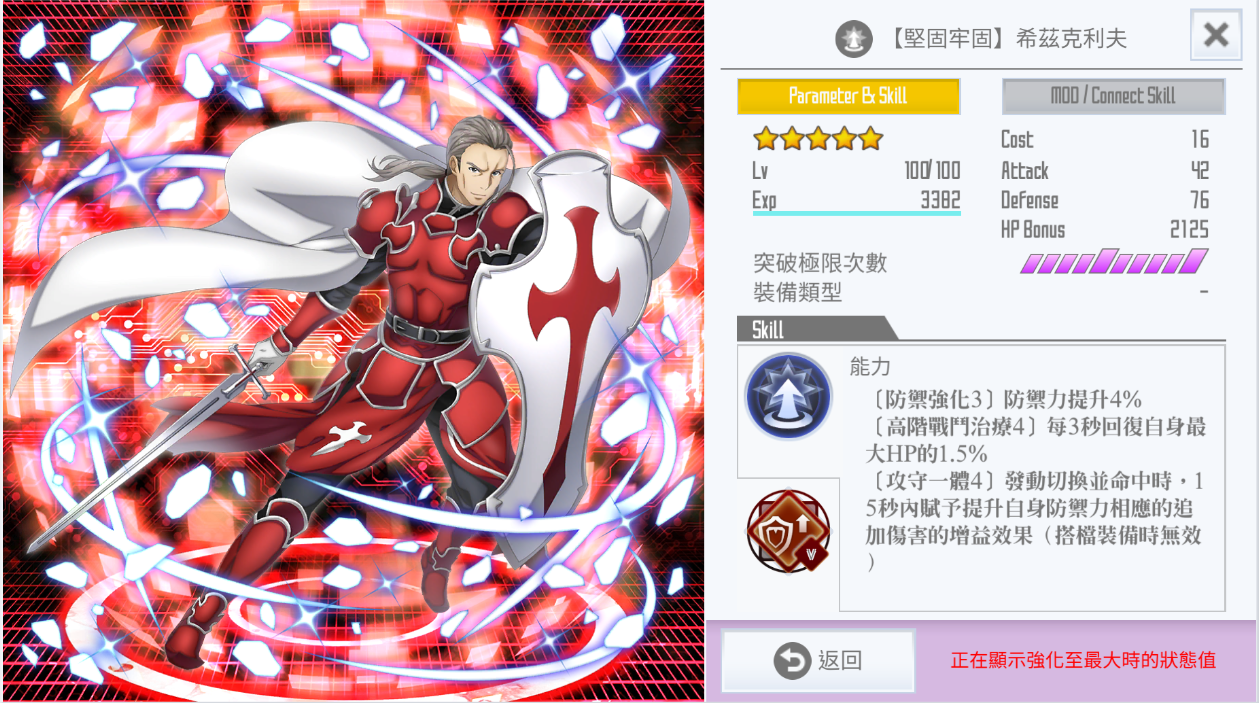 【堅固牢固】希茲克利夫
Parameter & Skill
MOD / Connect Skill
Lv 100/100
Exp 3382
Cost 16
Attack 42
Defense 76
HP Bonus 2125
突破極限次數
裝備類型 -
Skill
能力
〔防禦強化3〕防禦力提升4%
〔高階戰鬥治療4〕每3秒回復自身最
大HP的1.5%
〔攻守一體4〕發動切換並命中時，1
5秒內賦予提升自身防禦力相應的追
加傷害的增益效果（搭檔裝備時無效
）
V
返回
正在顯示強化至最大時的狀態值